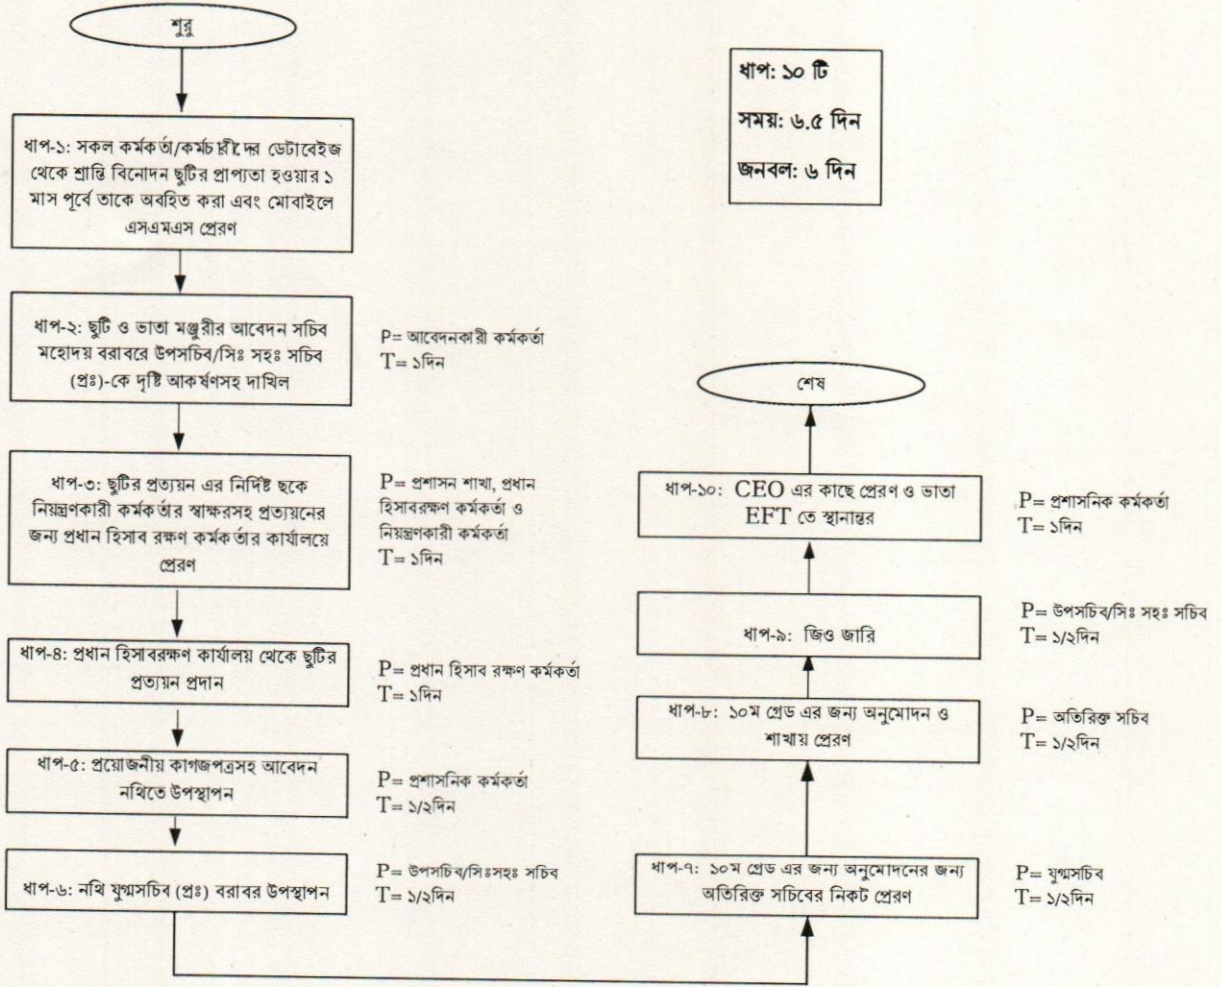 শুরু
ধাপ-১: সকল কর্মকর্তা/কর্মচারীদের ডেটাবেইজ
থেকে শ্রান্তি বিনোদন ছুটির প্রাপ্যতা হওয়ার ১
মাস পূর্বে তাকে অবহিত করা এবং মোবাইলে
এসএমএস প্রেরণ
ধাপ-২: ছুটি ও ভাতা মঞ্জুরীর আবেদন সচিব
মহোদয় বরাবরে উপসচিব/সিঃ সহঃ সচিব
(প্রঃ)-কে দৃষ্টি আকর্ষণসহ দাখিল
P= আবেদনকারী কর্মকর্তা
T= ১দিন
ধাপ-৩: ছুটির প্রত্যয়ন এর নির্দিষ্ট ছকে
নিয়ন্ত্রণকারী কর্মকর্তার স্বাক্ষরসহ প্রত্যয়নের
জন্য প্রধান হিসাব রক্ষণ কর্মকর্তার কার্যালয়ে
প্রেরণ
P= প্রশাসন শাখা, প্রধান
হিসাবরক্ষণ কর্মকর্তা ও
নিয়ন্ত্রণকারী কর্মকর্তা
T= ১দিন
ধাপ-৪: প্রধান হিসাবরক্ষণ কার্যালয় থেকে ছুটির
প্রত্যয়ন প্রদান
P= প্রধান হিসাব রক্ষণ কর্মকর্তা
T= ১দিন
ধাপ-৫: প্রয়োজনীয় কাগজপত্রসহ আবেদন
নথিতে উপস্থাপন
P= প্রশাসনিক কর্মকর্তা
T= ১/২দিন
ধাপ-৬: নথি যুগ্মসচিব (প্রঃ) বরাবর উপস্থাপন
P= উপসচিব/সিঃসহঃ সচিব
T= ১/২দিন
ধাপ: ১০ টি
সময়: ৬.৫ দিন
জনবল: ৬ দিন
শেষ
ধাপ-১০: CEO এর কাছে প্রেরণ ও ভাতা
EFT তে স্থানান্তর
P= প্রশাসনিক কর্মকর্তা
T= ১দিন
ধাপ-৯: জিও জারি
P= উপসচিব/সিঃ সহঃ সচিব
T= ১/২দিন
ধাপ-৮: ১০ম গ্রেড এর জন্য অনুমোদন ও
শাখায় প্রেরণ
P= অতিরিক্ত সচিব
T= ১/২দিন
ধাপ-৭: ১০ম গ্রেড এর জন্য অনুমোদনের জন্য
অতিরিক্ত সচিবের নিকট প্রেরণ
P= যুগ্মসচিব
T= ১/২দিন